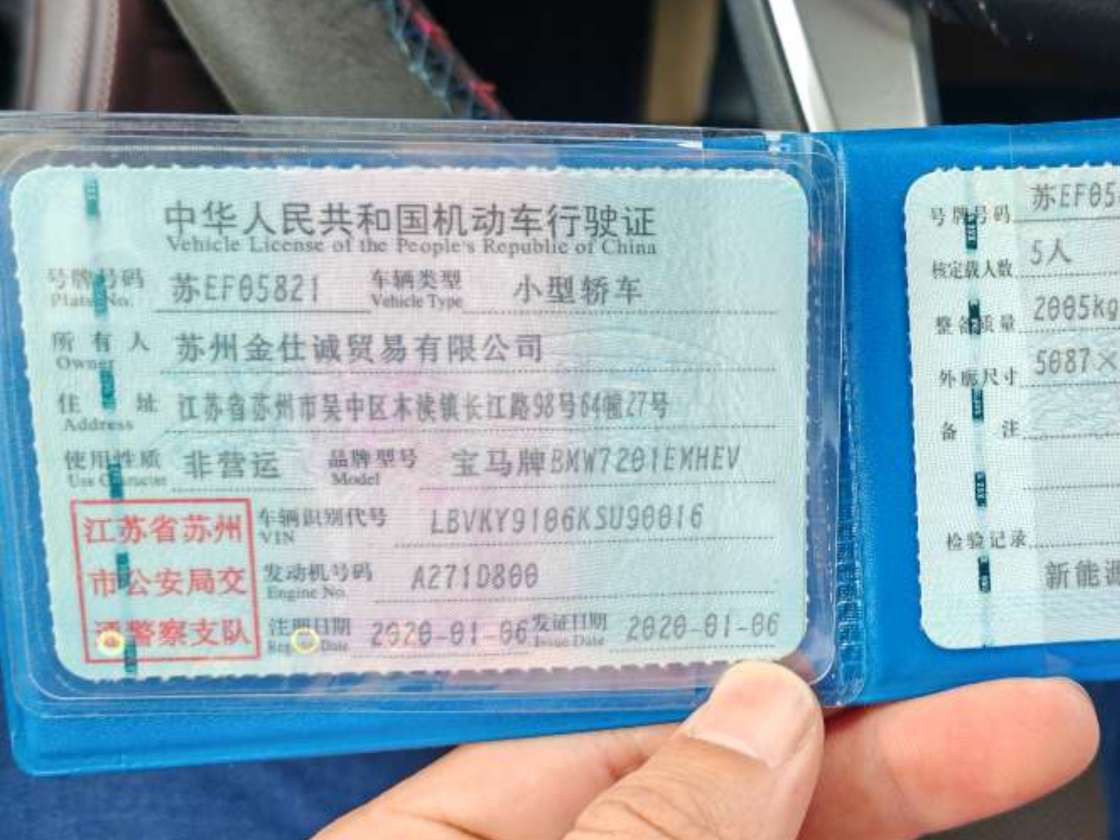 中华人民共和国机动车行驶证
Vehicle License of the People's Republic of China
号牌号码 苏EF05821 车辆类型 小型轿车
Plate No. Vehicle Type
所有人 苏州金仕诚贸易有限公司
Owner
住址 江苏省苏州市吴中区木渎镇长江路98号64幢27号
Address
使用性质 非营运 品牌型号 宝马牌BMW7201EMHEV
Use Character Model
江苏省苏州
市公安局交
警察支队
车辆识别代号 LBVKY9106KSU90016
VIN
发动机号码 A271D800
Engine No.
注册日期 2020-01-06 发证日期 2020-01-06
Date Issue Date
号牌号码 苏EF05
核定载人数 5人
整备质量 2005kg
外廓尺寸 5087×
备注
检验记录
新能源